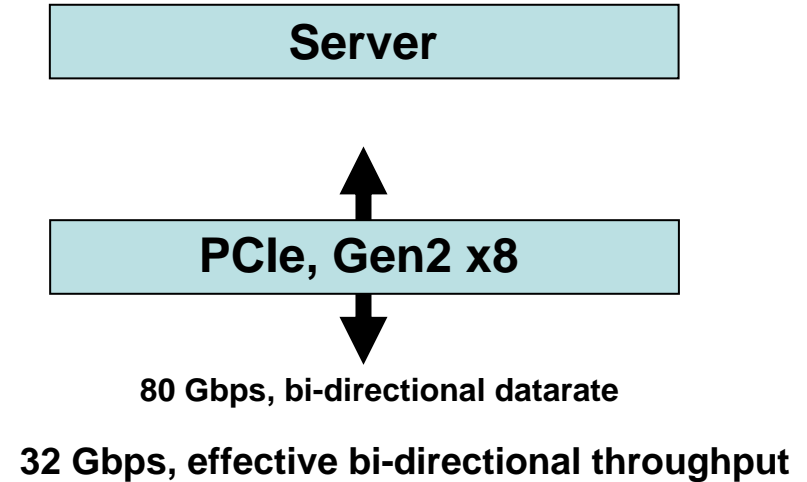 Server
PCIe, Gen2 x8
80 Gbps, bi-directional datarate
32 Gbps, effective bi-directional throughput